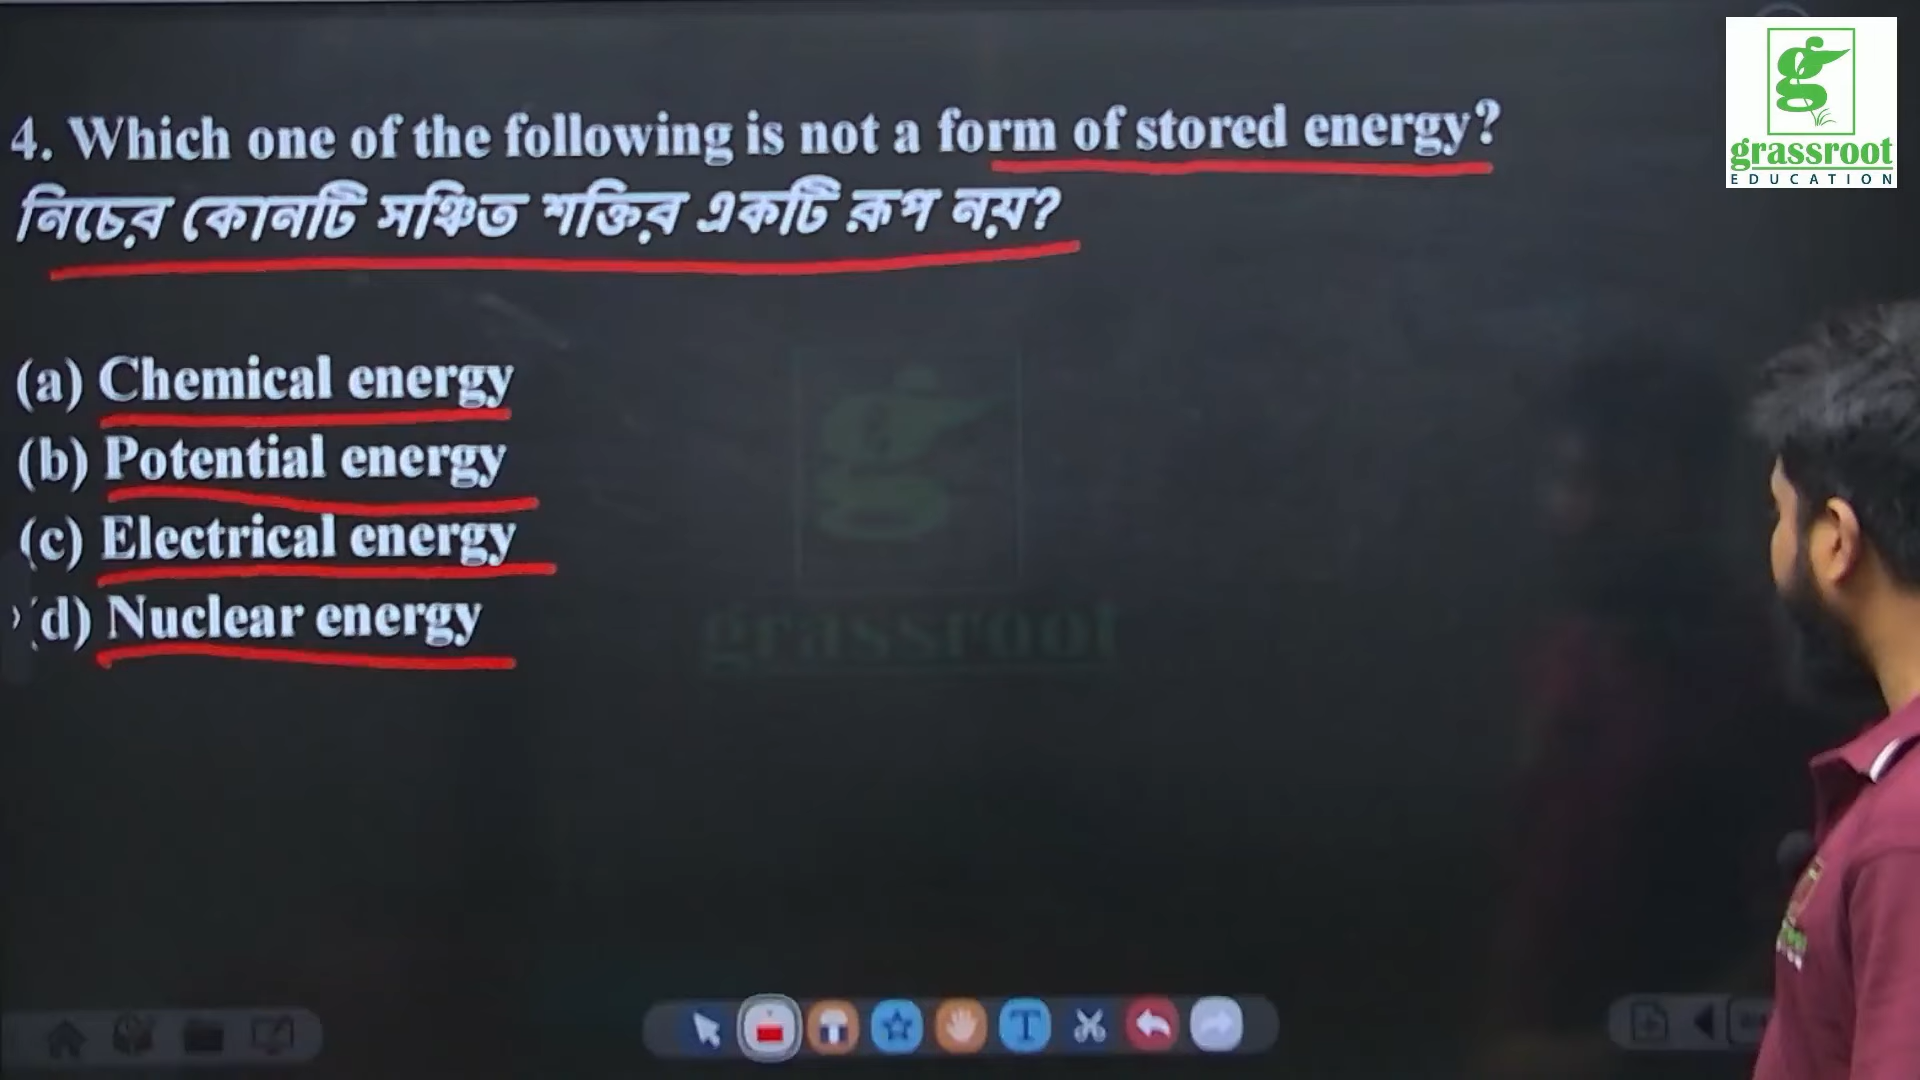 4. Which one of the following is not a form of stored energy?
নিচের কোনটি সঞ্চিত শক্তির একটি রূপ নয়?
(a) Chemical energy
(b) Potential energy
(c) Electrical energy
(d) Nuclear energy
grassroot
EDUCATION
grassroot
T